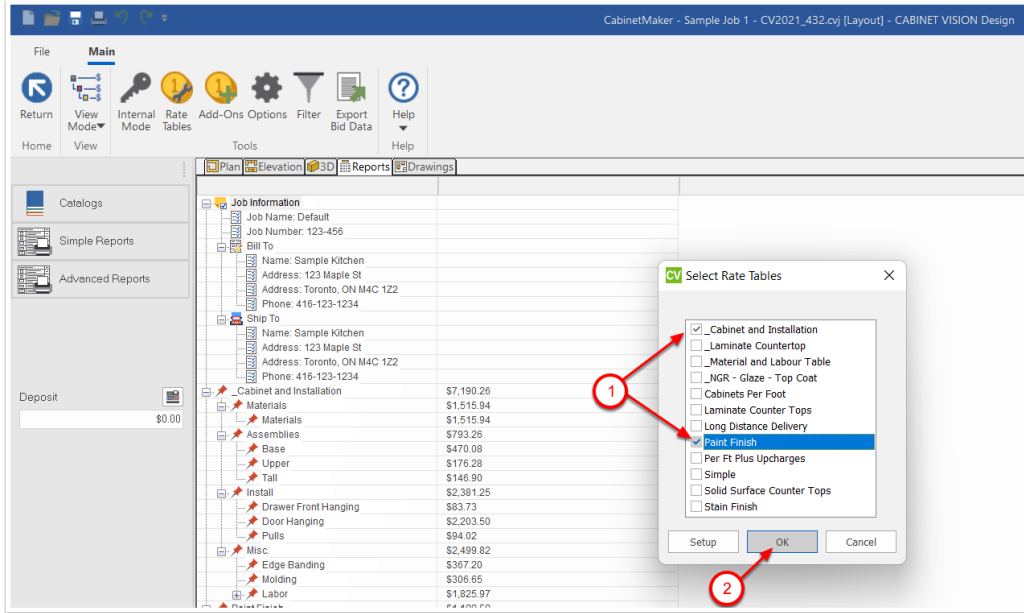 CabinetMaker - Sample Job 1 - CV2021_432.cvj [Layout] - CABINET VISION Design
File
Main
Return
View Mode
Internal Mode
Rate Tables
Add-Ons
Options
Filter
Export Bid Data
Help
Home
View
Tools
Help
Plan
Elevation
3D
Reports
Drawings
Catalogs
Simple Reports
Advanced Reports
Deposit
$0.00
Job Information
Job Name: Default
Job Number: 123-456
Bill To
Name: Sample Kitchen
Address: 123 Maple St
Address: Toronto, ON M4C 1Z2
Phone: 416-123-1234
Ship To
Name: Sample Kitchen
Address: 123 Maple St
Address: Toronto, ON M4C 1Z2
Phone: 416-123-1234
_Cabinet and Installation $7,190.26
Materials $1,515.94
Materials $1,515.94
Assemblies $793.26
Base $470.08
Upper $176.28
Tall $146.90
Install $2,381.25
Drawer Front Hanging $83.73
Door Hanging $2,203.50
Pulls $94.02
Misc. $2,499.82
Edge Banding $367.20
Molding $306.65
Labor $1,825.97
Paint Finish
CV Select Rate Tables
_Cabinet and Installation
_Laminate Countertop
_Material and Labour Table
_NGR - Glaze - Top Coat
Cabinets Per Foot
Laminate Counter Tops
Long Distance Delivery
Paint Finish
Per Ft Plus Upcharges
Simple
Solid Surface Counter Tops
Stain Finish
Setup
OK
Cancel
1
2